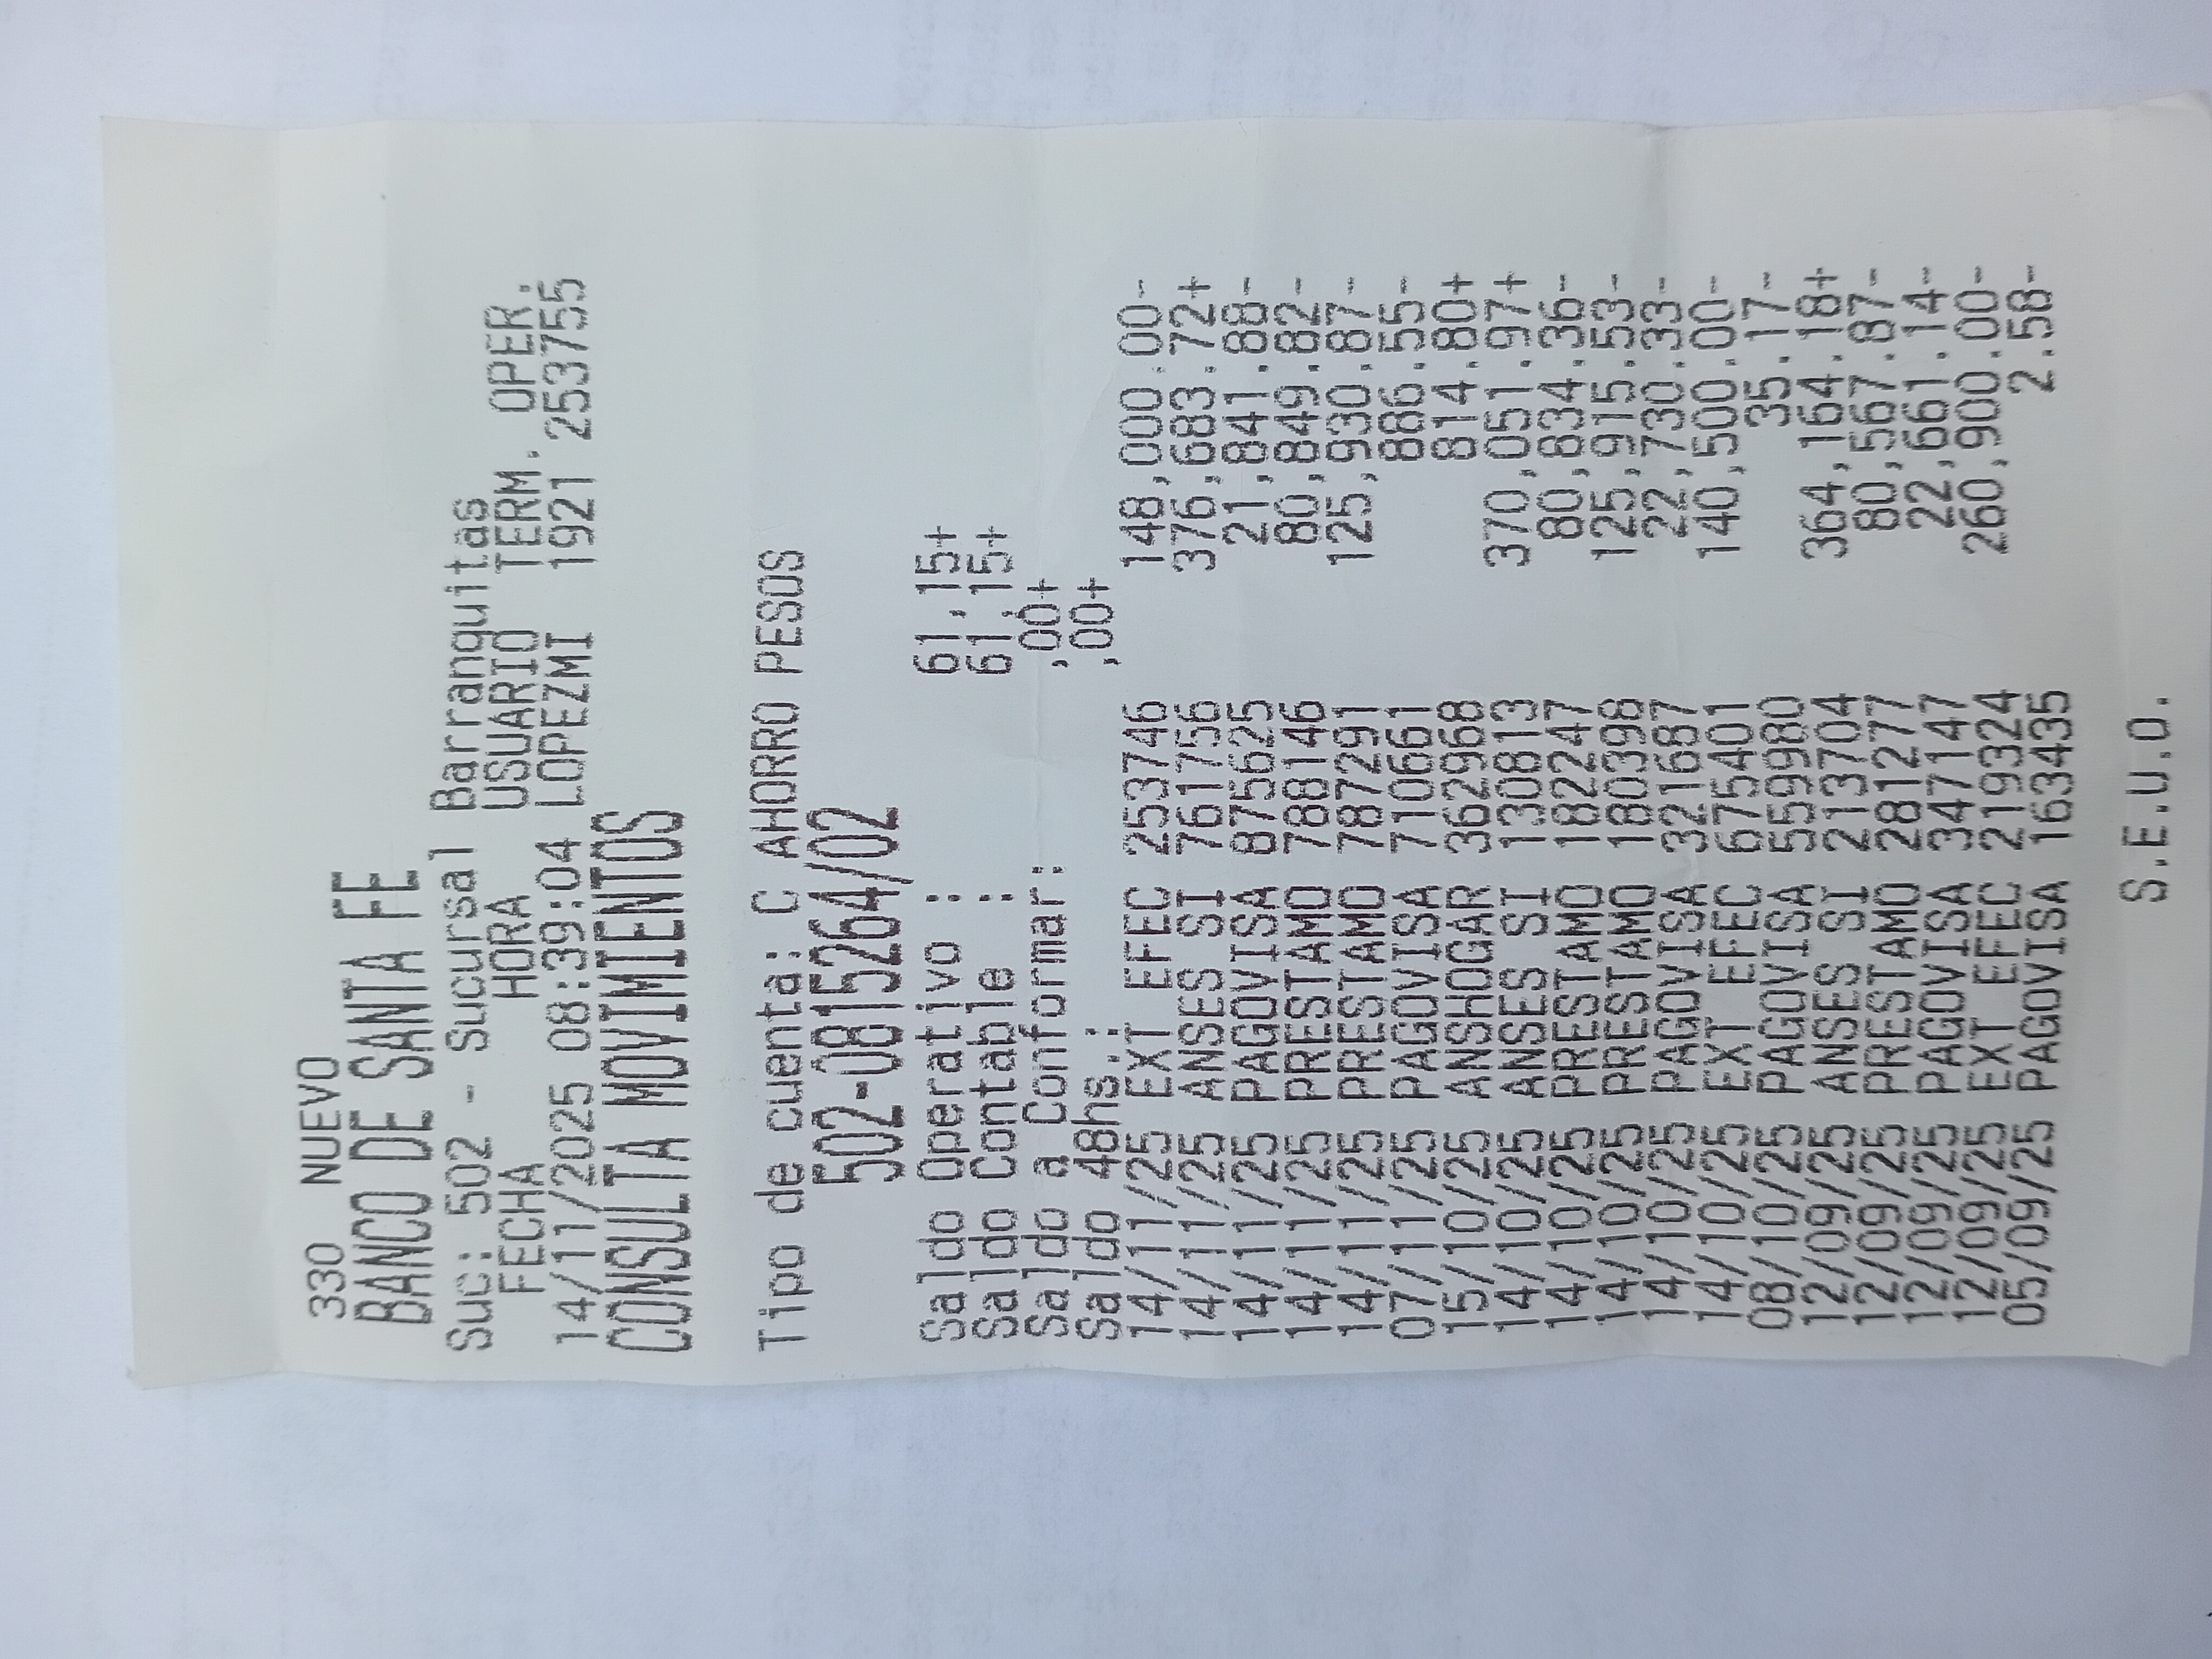 330 NUEVO
BANCO DE SANTA FE
Suc: 502 - Sucursal Barranquitas
FECHA HORA USUARIO TERM. OPER.
14/11/2025 08:39:04 LOPEZMI 1921 253755
CONSULTA MOVIMIENTOS
Tipo de cuenta: C AHORRO PESOS
502-0815264/02
Saldo Operativo : 61,15+
Saldo Contable : 61,15+
Saldo a Conformar: ,00+
Saldo 48hs.: ,00+
14/11/25 EXT EFEC 253746 148,000.00-
14/11/25 ANSES SI 761756 376,683.72+
14/11/25 PAGOVISA 875625 21,841.88-
14/11/25 PRESTAMO 788146 80,849.82-
14/11/25 PRESTAMO 787291 125,930.87-
07/11/25 PAGOVISA 710661 886.55-
15/10/25 ANSHOGAR 362968 814.80+
14/10/25 ANSES SI 130813 370,051.97+
14/10/25 PRESTAMO 182247 80,834.36-
14/10/25 PRESTAMO 180398 125,915.53-
14/10/25 PAGOVISA 321687 22,730.33-
14/10/25 EXT EFEC 675401 140,500.00-
08/10/25 PAGOVISA 559980 35.17-
12/09/25 ANSES SI 213704 364,164.18+
12/09/25 PRESTAMO 281277 80,567.87-
12/09/25 PAGOVISA 347147 22,661.14-
12/09/25 EXT EFEC 219324 260,900.00-
05/09/25 PAGOVISA 163435 2.58-
S.E.U.O.